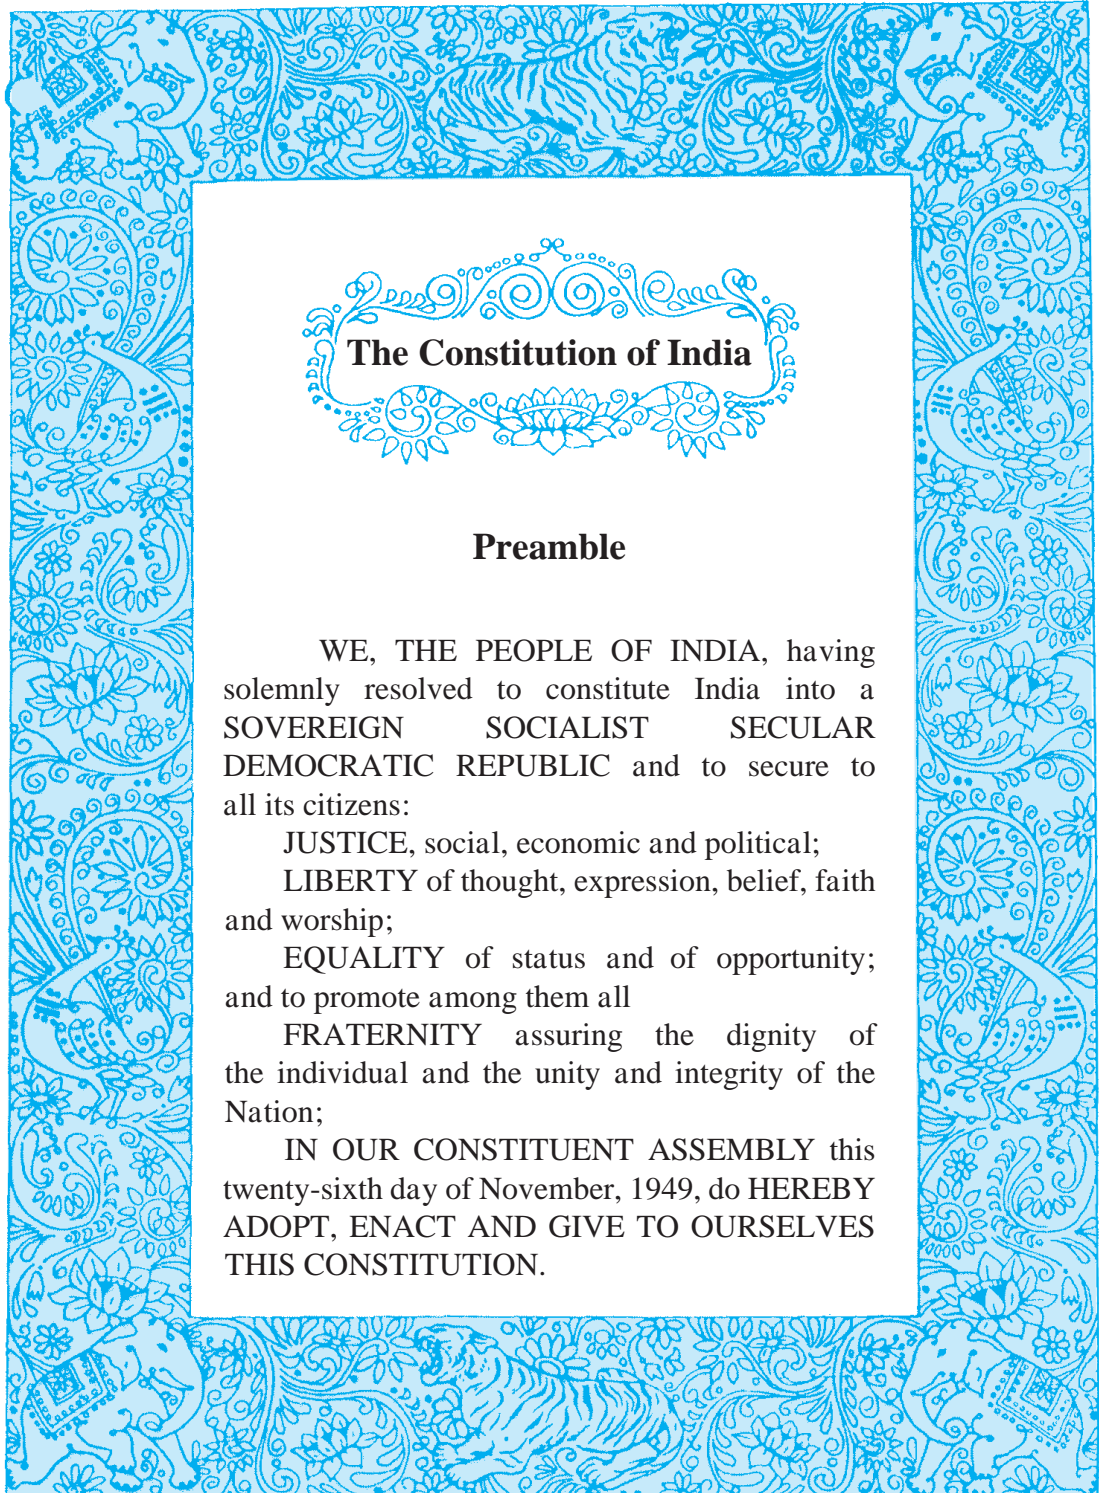 The Constitution of India
Preamble
WE, THE PEOPLE OF INDIA, having
solemnly resolved to constitute India into a
SOVEREIGN SOCIALIST SECULAR
DEMOCRATIC REPUBLIC and to secure to
all its citizens:
JUSTICE, social, economic and political;
LIBERTY of thought, expression, belief, faith
and worship;
EQUALITY of status and of opportunity;
and to promote among them all
FRATERNITY assuring the dignity of
the individual and the unity and integrity of the
Nation;
IN OUR CONSTITUENT ASSEMBLY this
twenty-sixth day of November, 1949, do HEREBY
ADOPT, ENACT AND GIVE TO OURSELVES
THIS CONSTITUTION.